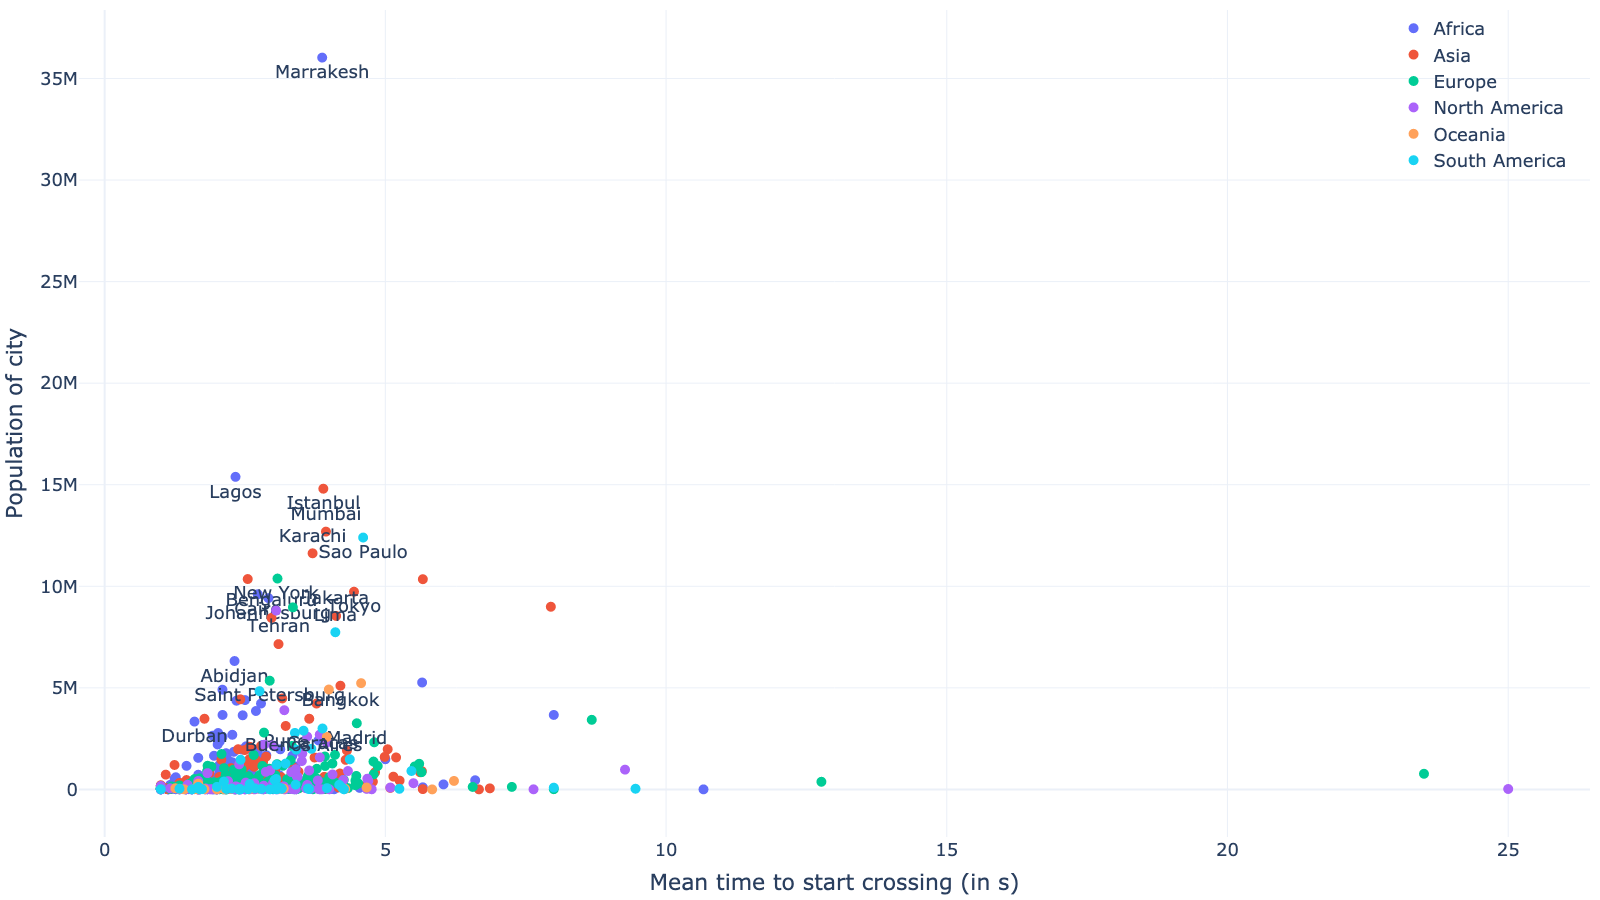 Africa
Asia
Europe
North America
Oceania
South America
Marrakesh
35M
30M
25M
20M
15M
10M
5M
0
Population of city
Lagos
Istanbul
Mumbai
Karachi
Sao Paulo
New York
Bengaluru
Jakarta
Tokyo
Johannesburg
Lima
Tehran
Abidjan
Saint Petersburg
Bangkok
Durban
Madrid
Buenos Aires
0
5
10
15
20
25
Mean time to start crossing (in s)